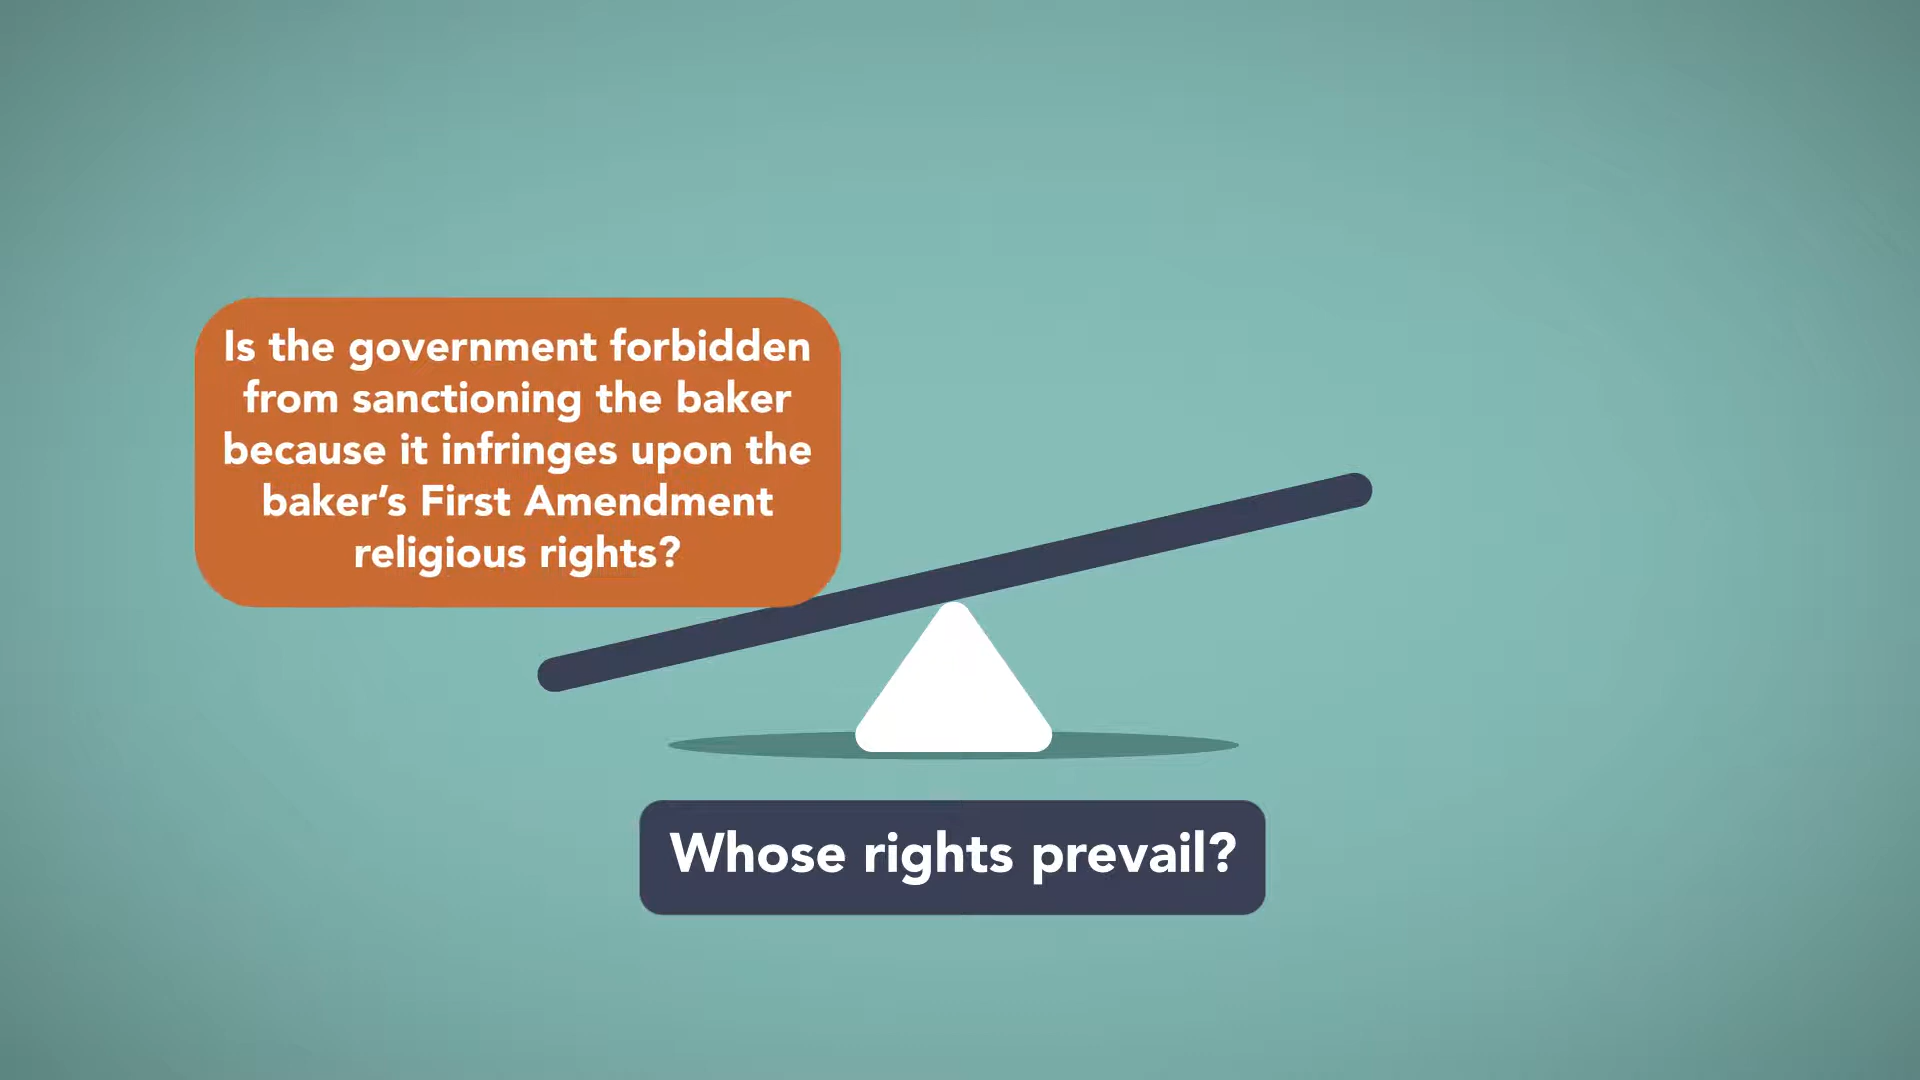 Is the government forbidden
from sanctioning the baker
because it infringes upon the
baker’s First Amendment
religious rights?
Whose rights prevail?